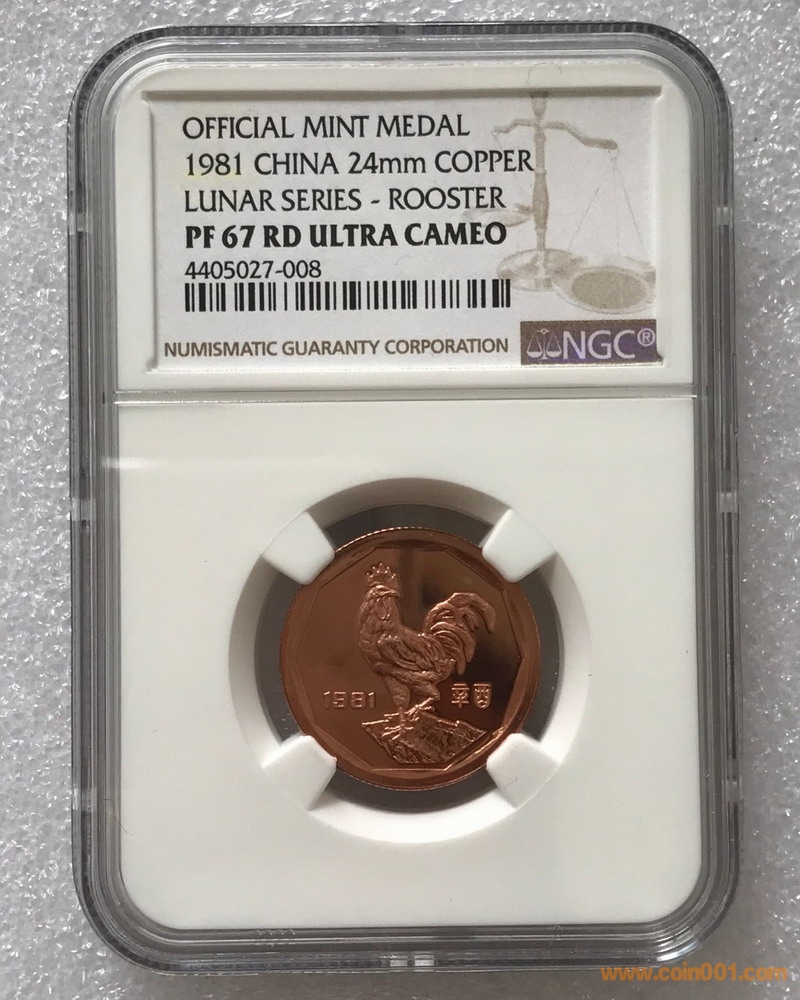 OFFICIAL MINT MEDAL
1981 CHINA 24mm COPPER
LUNAR SERIES - ROOSTER
PF 67 RD ULTRA CAMEO
4405027-008
NUMISMATIC GUARANTY CORPORATION NGC®
1981 辛酉
www.coin001.com